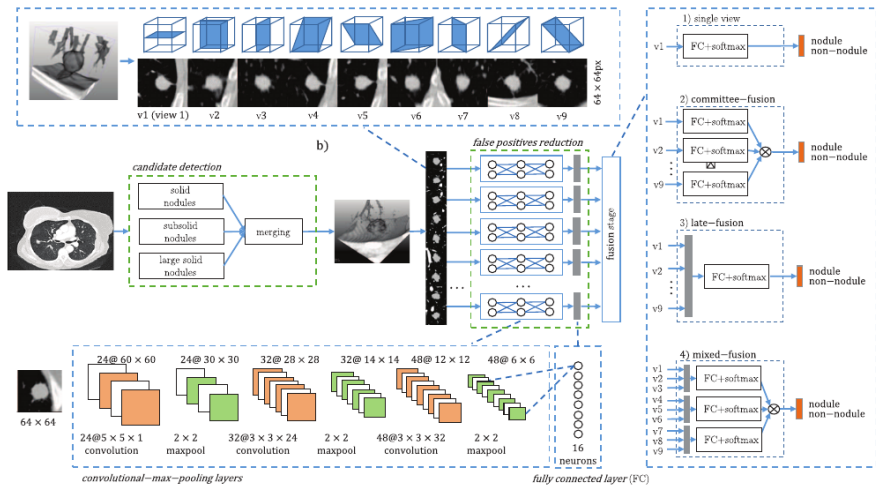 v1 (view 1) v2 v3 v4 v5 v6 v7 v8 v9
64 × 64px
b)
candidate detection
solid
nodules
subsolid
nodules
large solid
nodules
merging
false positives reduction
...
...
...
fusion stage
24@ 60 × 60 24@ 30 × 30 32@ 28 × 28 32@ 14 × 14 48@ 12 × 12 48@ 6 × 6
64 × 64
24@5 × 5 × 1 2 × 2 32@3 × 3 × 24 2 × 2 48@3 × 3 × 32 2 × 2
convolution maxpool convolution maxpool convolution maxpool
16
neurons
convolutional−max−pooling layers
fully connected layer (FC)
1) single view
v1
FC+softmax
nodule
non−nodule
2) committee−fusion
v1
FC+softmax
v2
FC+softmax
v9
FC+softmax
nodule
non−nodule
3) late−fusion
v1
v2
v9
FC+softmax
nodule
non−nodule
4) mixed−fusion
v1
v2
v3
FC+softmax
v4
v5
v6
FC+softmax
v7
v8
v9
FC+softmax
nodule
non−nodule